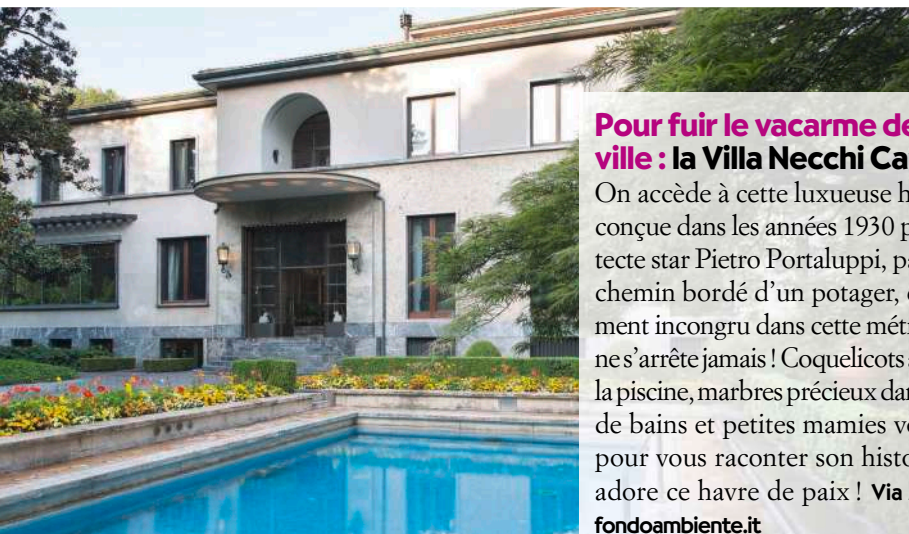 Pour fuir le vacarme de
ville : la Villa Necchi Ca
On accède à cette luxueuse h
conçue dans les années 1930 p
tecte star Pietro Portaluppi, pa
chemin bordé d'un potager,
ment incongru dans cette mét
ne s'arrête jamais ! Coquelicots
la piscine, marbres précieux da
de bains et petites mamies v
pour vous raconter son histo
adore ce havre de paix ! Via
fondoambiente.it